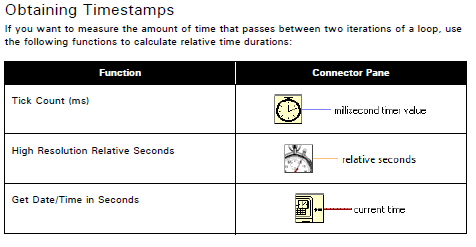 Obtaining Timestamps
If you want to measure the amount of time that passes between two iterations of a loop, use
the following functions to calculate relative time durations:
Function Connector Pane
Tick Count (ms) millisecond timer value
High Resolution Relative Seconds relative seconds
Get Date/Time in Seconds current time